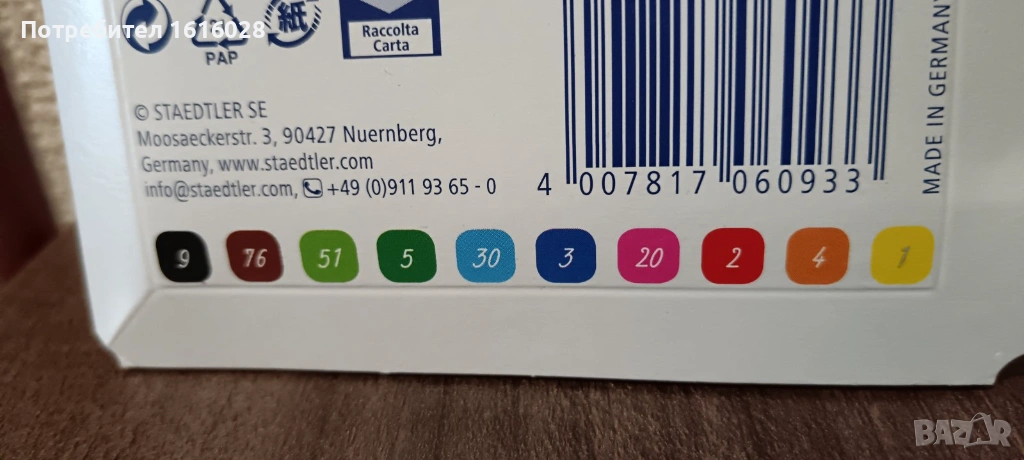 Потребител 1616028
紙
PAP
Raccolta
Carta
© STAEDTLER SE
Moosaeckerstr. 3, 90427 Nuernberg,
Germany, www.staedtler.com
info@staedtler.com, +49 (0)911 93 65 - 0
4 007817 060933
MADE IN GERMANY
9 76 51 5 30 3 20 2 4 1
BAZAR